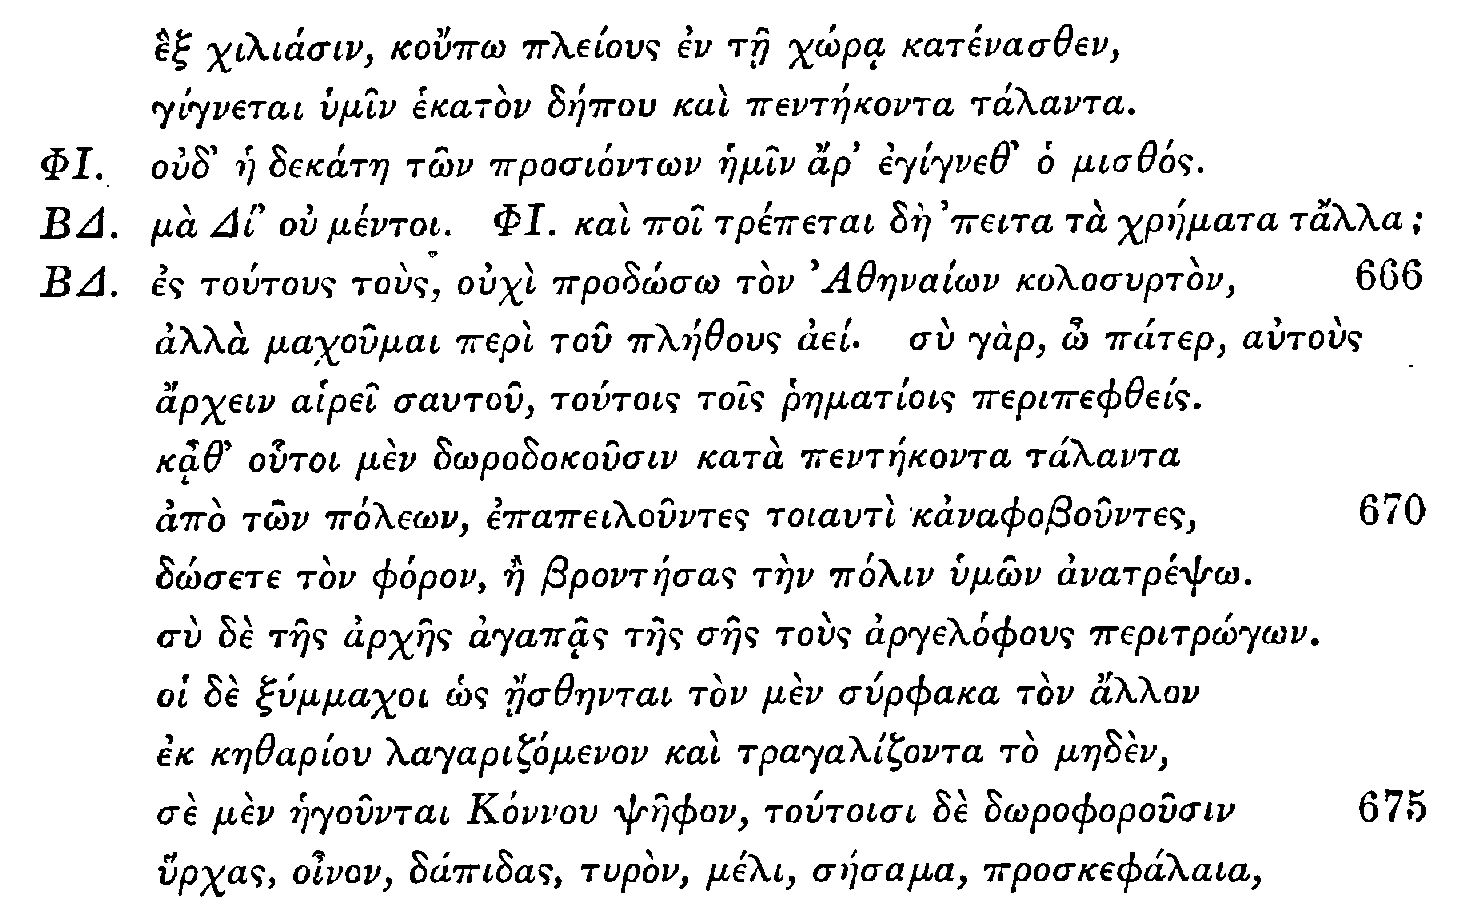 ἓξ χιλιάσιν, κοὔπω πλείους ἐν τῇ χώρᾳ κατένασθεν,
γίγνεται ὑμῖν ἑκατὸν δήπου καὶ πεντήκοντα τάλαντα.
ΦΙ. οὐδ’ ἡ δεκάτη τῶν προσιόντων ἡμῖν ἄρ’ ἐγίγνεθ’ ὁ μισθός.
ΒΔ. μὰ Δί’ οὐ μέντοι. ΦΙ. καὶ ποῖ τρέπεται δὴ ’πειτα τὰ χρήματα τἄλλα;
ΒΔ. ἐς τούτους τούς, οὐχὶ προδώσω τὸν Ἀθηναίων κολοσυρτὸν, 666
ἀλλὰ μαχοῦμαι περὶ τοῦ πλήθους ἀεί. σὺ γὰρ, ὦ πάτερ, αὐτοὺς
ἄρχειν αἱρεῖ σαυτοῦ, τούτοις τοῖς ῥηματίοις περιπεφθείς.
κᾆθ’ οὗτοι μὲν δωροδοκοῦσιν κατὰ πεντήκοντα τάλαντα
ἀπὸ τῶν πόλεων, ἐπαπειλοῦντες τοιαυτὶ κἀναφοβοῦντες, 670
δώσετε τὸν φόρον, ἢ βροντήσας τὴν πόλιν ὑμῶν ἀνατρέψω.
σὺ δὲ τῆς ἀρχῆς ἀγαπᾷς τῆς σῆς τοὺς ἀργελόφους περιτρώγων.
οἱ δὲ ξύμμαχοι ὡς ᾔσθηνται τὸν μὲν σύρφακα τὸν ἄλλον
ἐκ κηθαρίου λαγαριζόμενον καὶ τραγαλίζοντα τὸ μηδὲν,
σὲ μὲν ἡγοῦνται Κόννου ψῆφον, τούτοισι δὲ δωροφοροῦσιν 675
ὕρχας, οἶνον, δάπιδας, τυρὸν, μέλι, σήσαμα, προσκεφάλαια,